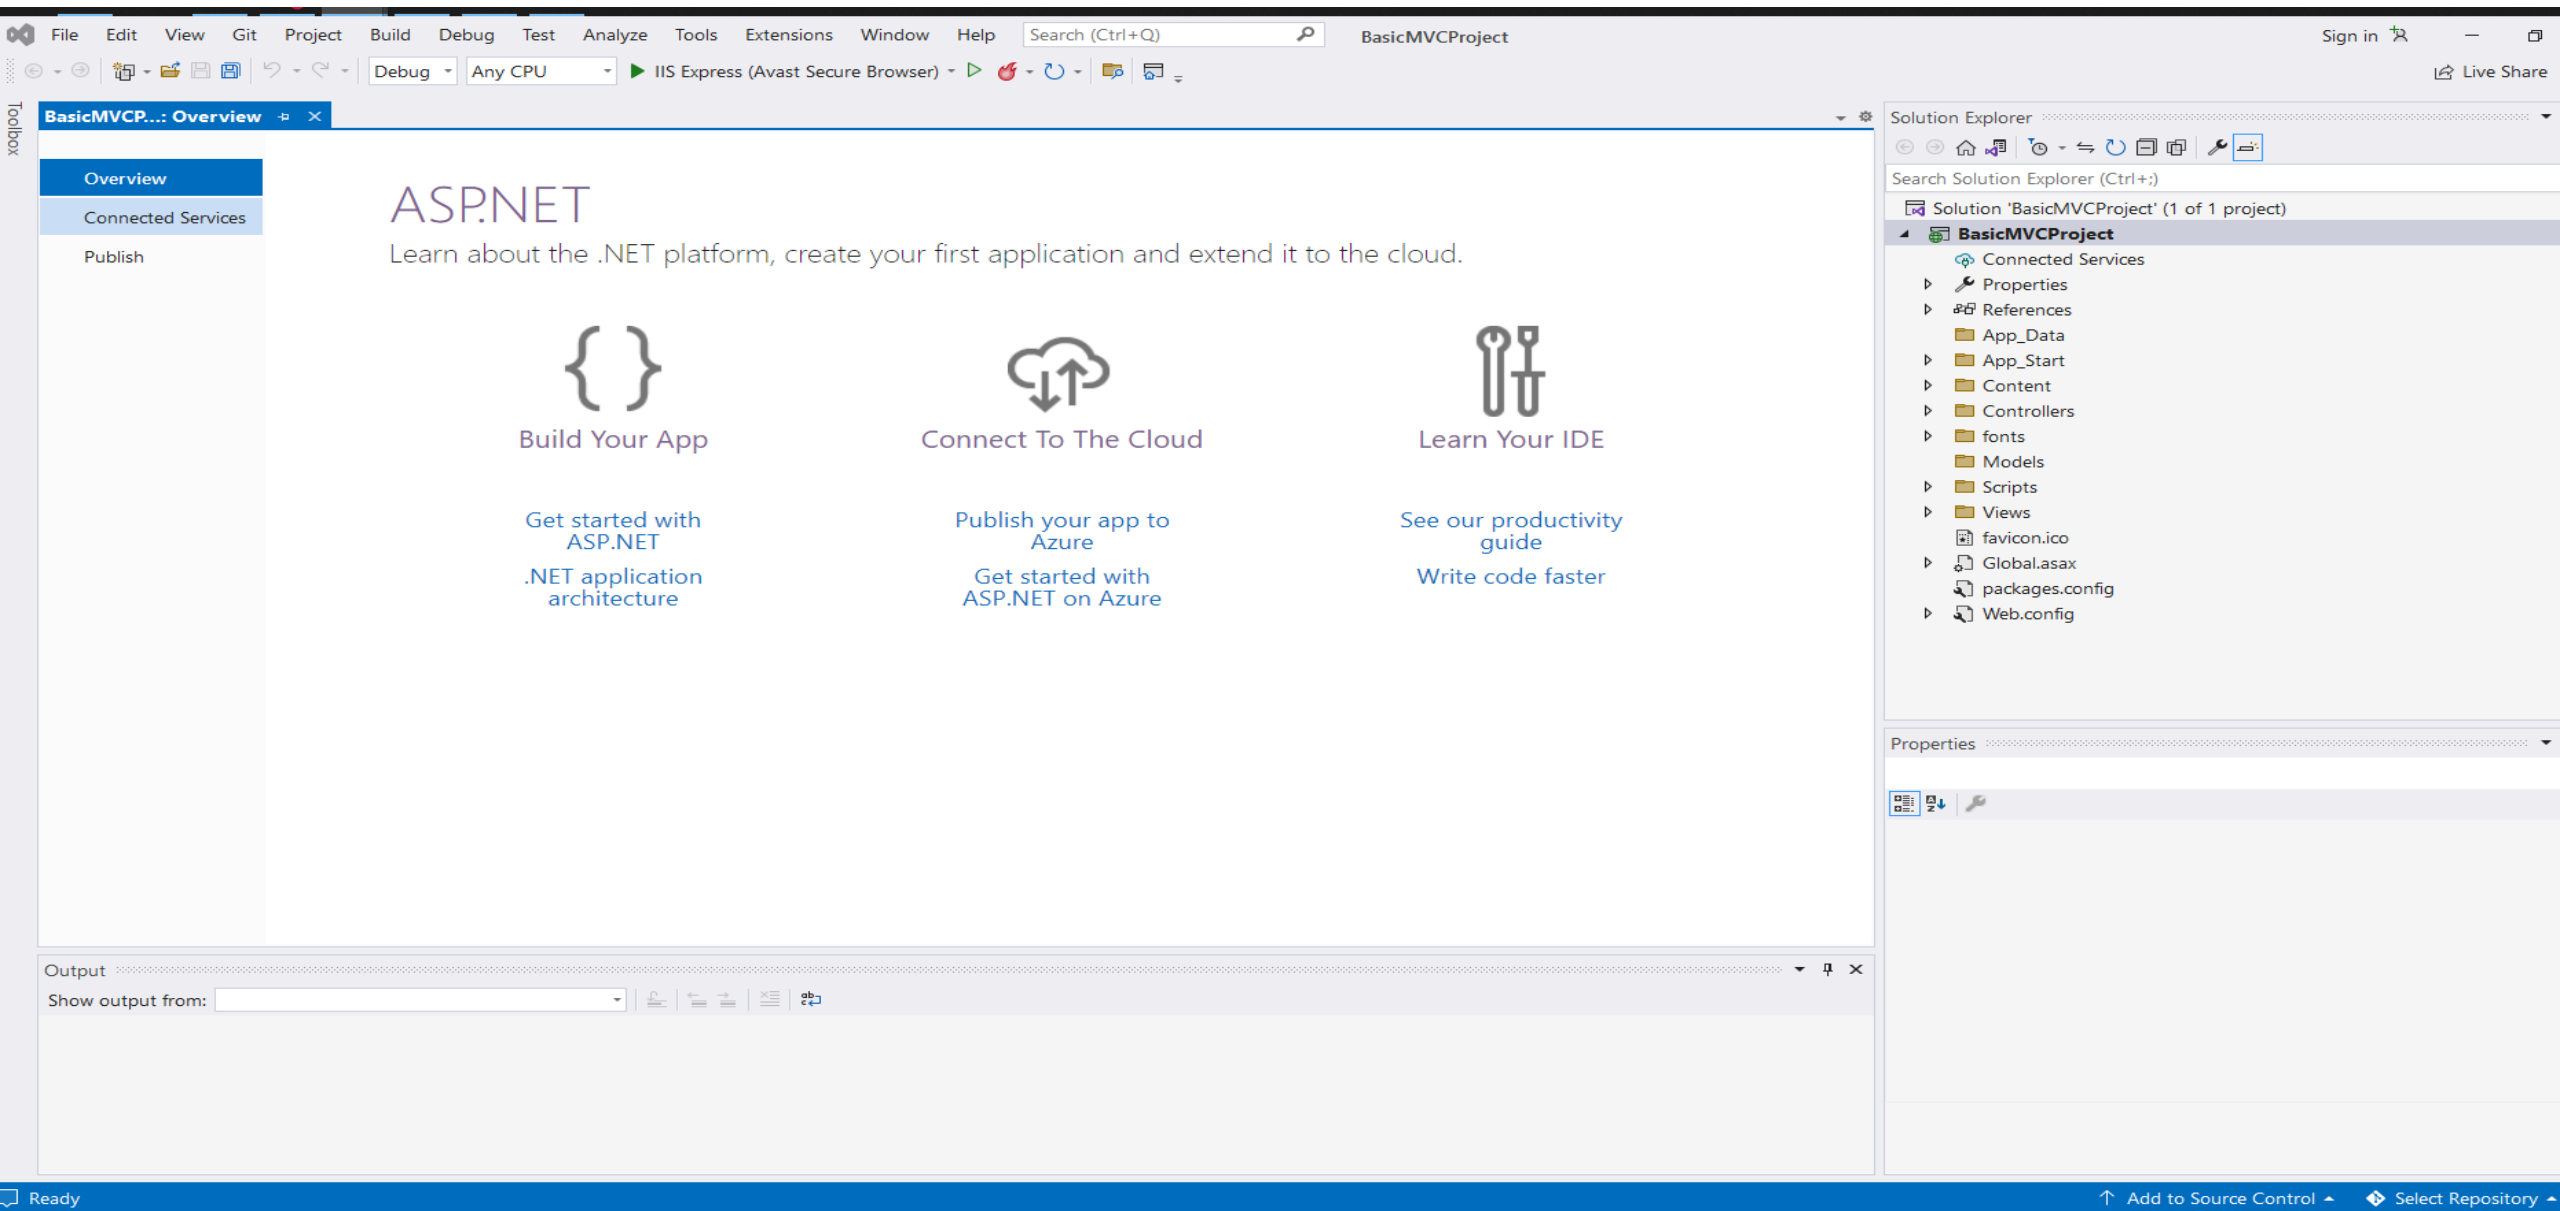 File Edit View Git Project Build Debug Test Analyze Tools Extensions Window Help Search (Ctrl+Q) BasicMVCProject Sign in
Debug Any CPU IIS Express (Avast Secure Browser) Live Share
Toolbox
BasicMVCP...: Overview
Overview
Connected Services
Publish
ASP.NET
Learn about the .NET platform, create your first application and extend it to the cloud.
Build Your App
Get started with
ASP.NET
.NET application
architecture
Connect To The Cloud
Publish your app to
Azure
Get started with
ASP.NET on Azure
Learn Your IDE
See our productivity
guide
Write code faster
Output
Show output from:
Solution Explorer
Search Solution Explorer (Ctrl+;)
Solution 'BasicMVCProject' (1 of 1 project)
BasicMVCProject
Connected Services
Properties
References
App_Data
App_Start
Content
Controllers
fonts
Models
Scripts
Views
favicon.ico
Global.asax
packages.config
Web.config
Properties
Ready Add to Source Control Select Repository